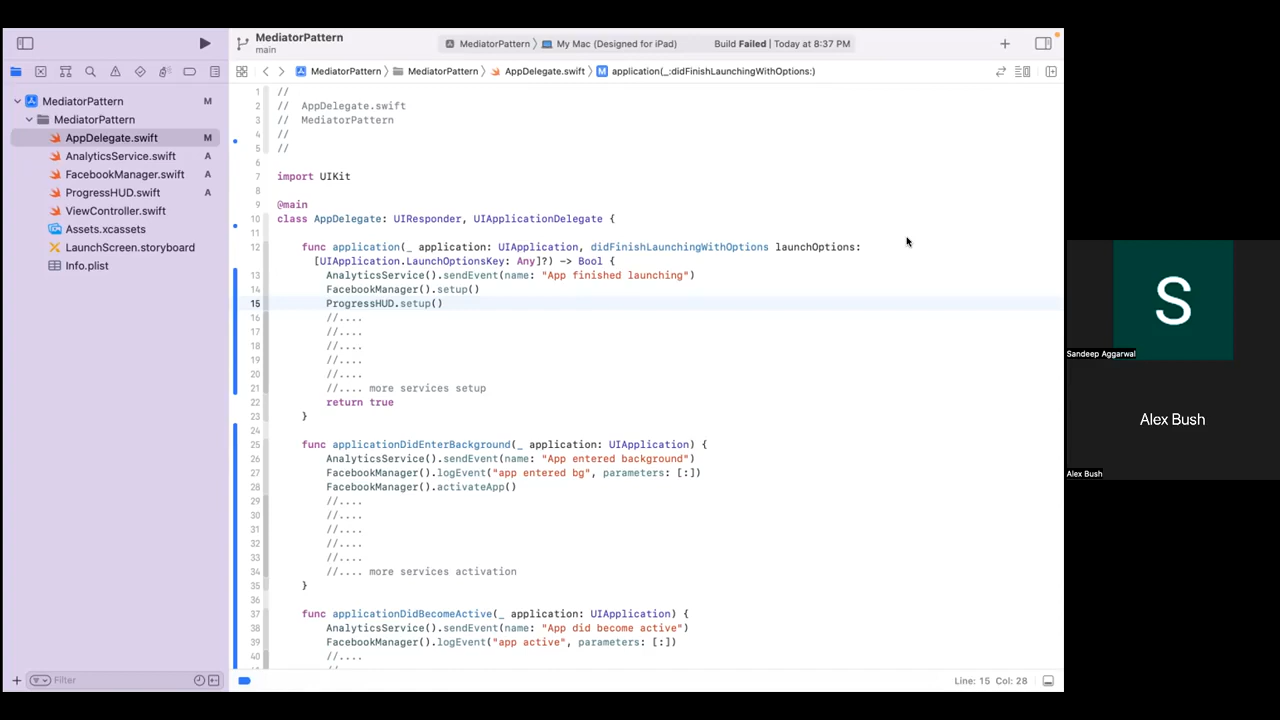 MediatorPattern
main
MediatorPattern
My Mac (Designed for iPad)
Build Failed | Today at 8:37 PM
MediatorPattern
MediatorPattern
AppDelegate.swift
M
application(_:didFinishLaunchingWithOptions:)
MediatorPattern M
MediatorPattern
AppDelegate.swift M
AnalyticsService.swift A
FacebookManager.swift A
ProgressHUD.swift A
ViewController.swift
Assets.xcassets
LaunchScreen.storyboard
Info.plist
Filter
1 //
2 //  AppDelegate.swift
3 //  MediatorPattern
4 //
5 //
6
7 import UIKit
8
9 @main
10 class AppDelegate: UIResponder, UIApplicationDelegate {
11
12     func application(_ application: UIApplication, didFinishLaunchingWithOptions launchOptions:
[UIApplication.LaunchOptionsKey: Any]?) -> Bool {
13         AnalyticsService().sendEvent(name: "App finished launching")
14         FacebookManager().setup()
15         ProgressHUD.setup()
16         //....
17         //....
18         //....
19         //....
20         //....
21         //.... more services setup
22         return true
23     }
24
25     func applicationDidEnterBackground(_ application: UIApplication) {
26         AnalyticsService().sendEvent(name: "App entered background")
27         FacebookManager().logEvent("app entered bg", parameters: [:])
28         FacebookManager().activateApp()
29         //....
30         //....
31         //....
32         //....
33         //....
34         //.... more services activation
35     }
36
37     func applicationDidBecomeActive(_ application: UIApplication) {
38         AnalyticsService().sendEvent(name: "App did become active")
39         FacebookManager().logEvent("app active", parameters: [:])
40         //....
Line: 15 Col: 28
S
Sandeep Aggarwal
Alex Bush
Alex Bush